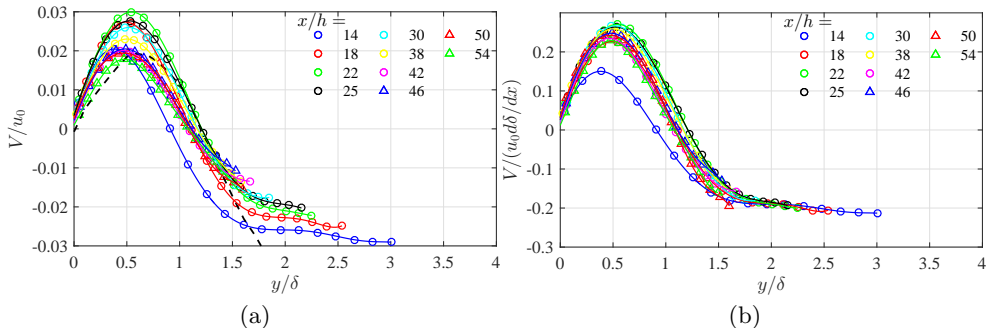 x/h =
14 30 50
18 38 54
22 42
25 46
0.03
0.02
0.01
0
-0.01
-0.02
-0.03
V/u₀
0 0.5 1 1.5 2 2.5 3 3.5 4
y/δ
(a)
x/h =
14 30 50
18 38 54
22 42
25 46
0.2
0.1
0
-0.1
-0.2
-0.3
V/(u₀dδ/dx)
0 0.5 1 1.5 2 2.5 3 3.5 4
y/δ
(b)